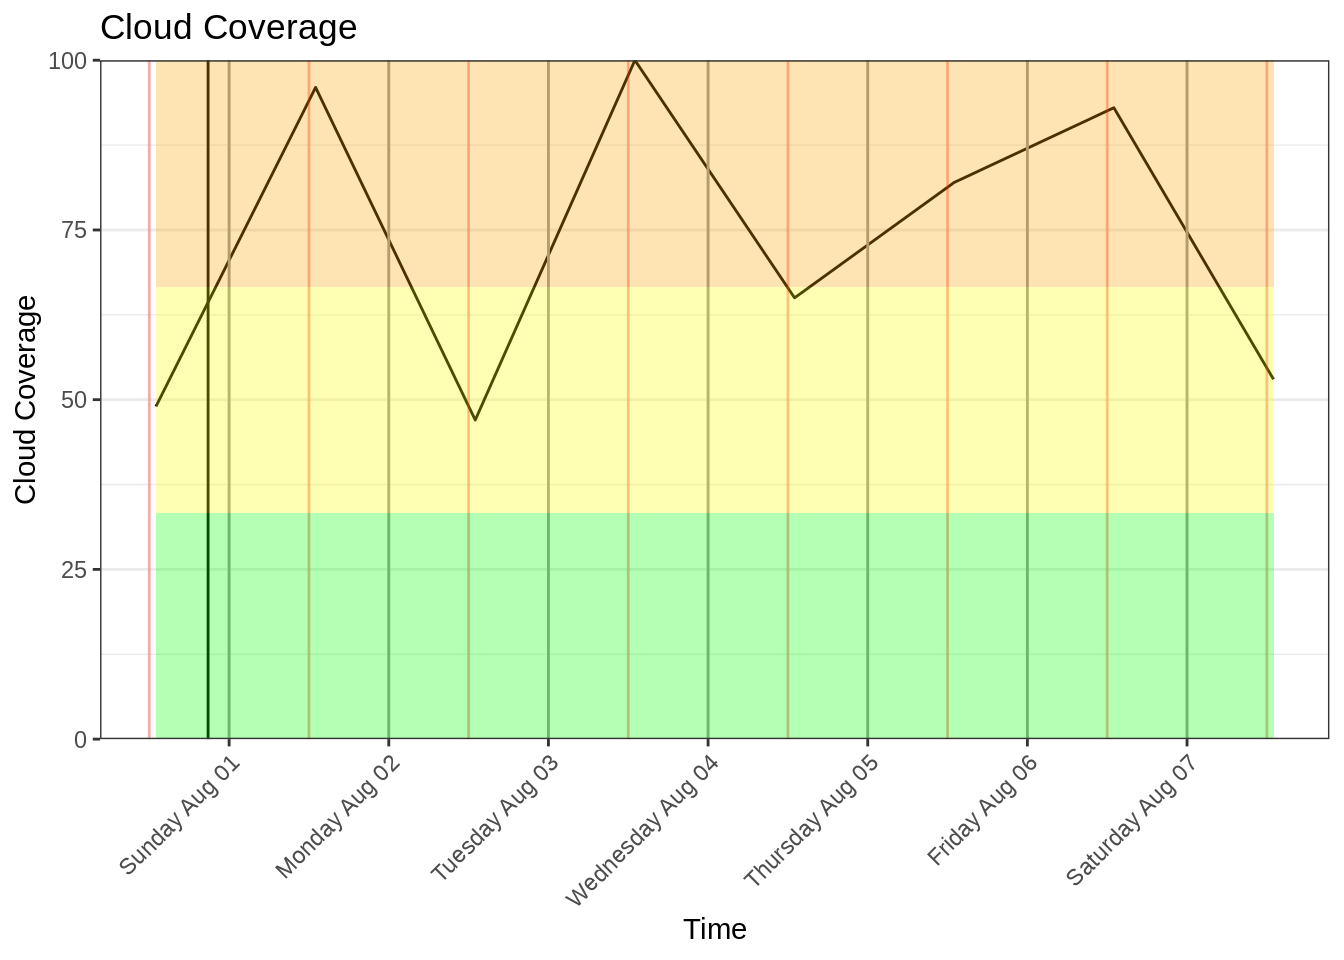 Cloud Coverage
Cloud Coverage
100
75
50
25
0
Sunday Aug 01
Monday Aug 02
Tuesday Aug 03
Wednesday Aug 04
Thursday Aug 05
Friday Aug 06
Saturday Aug 07
Time